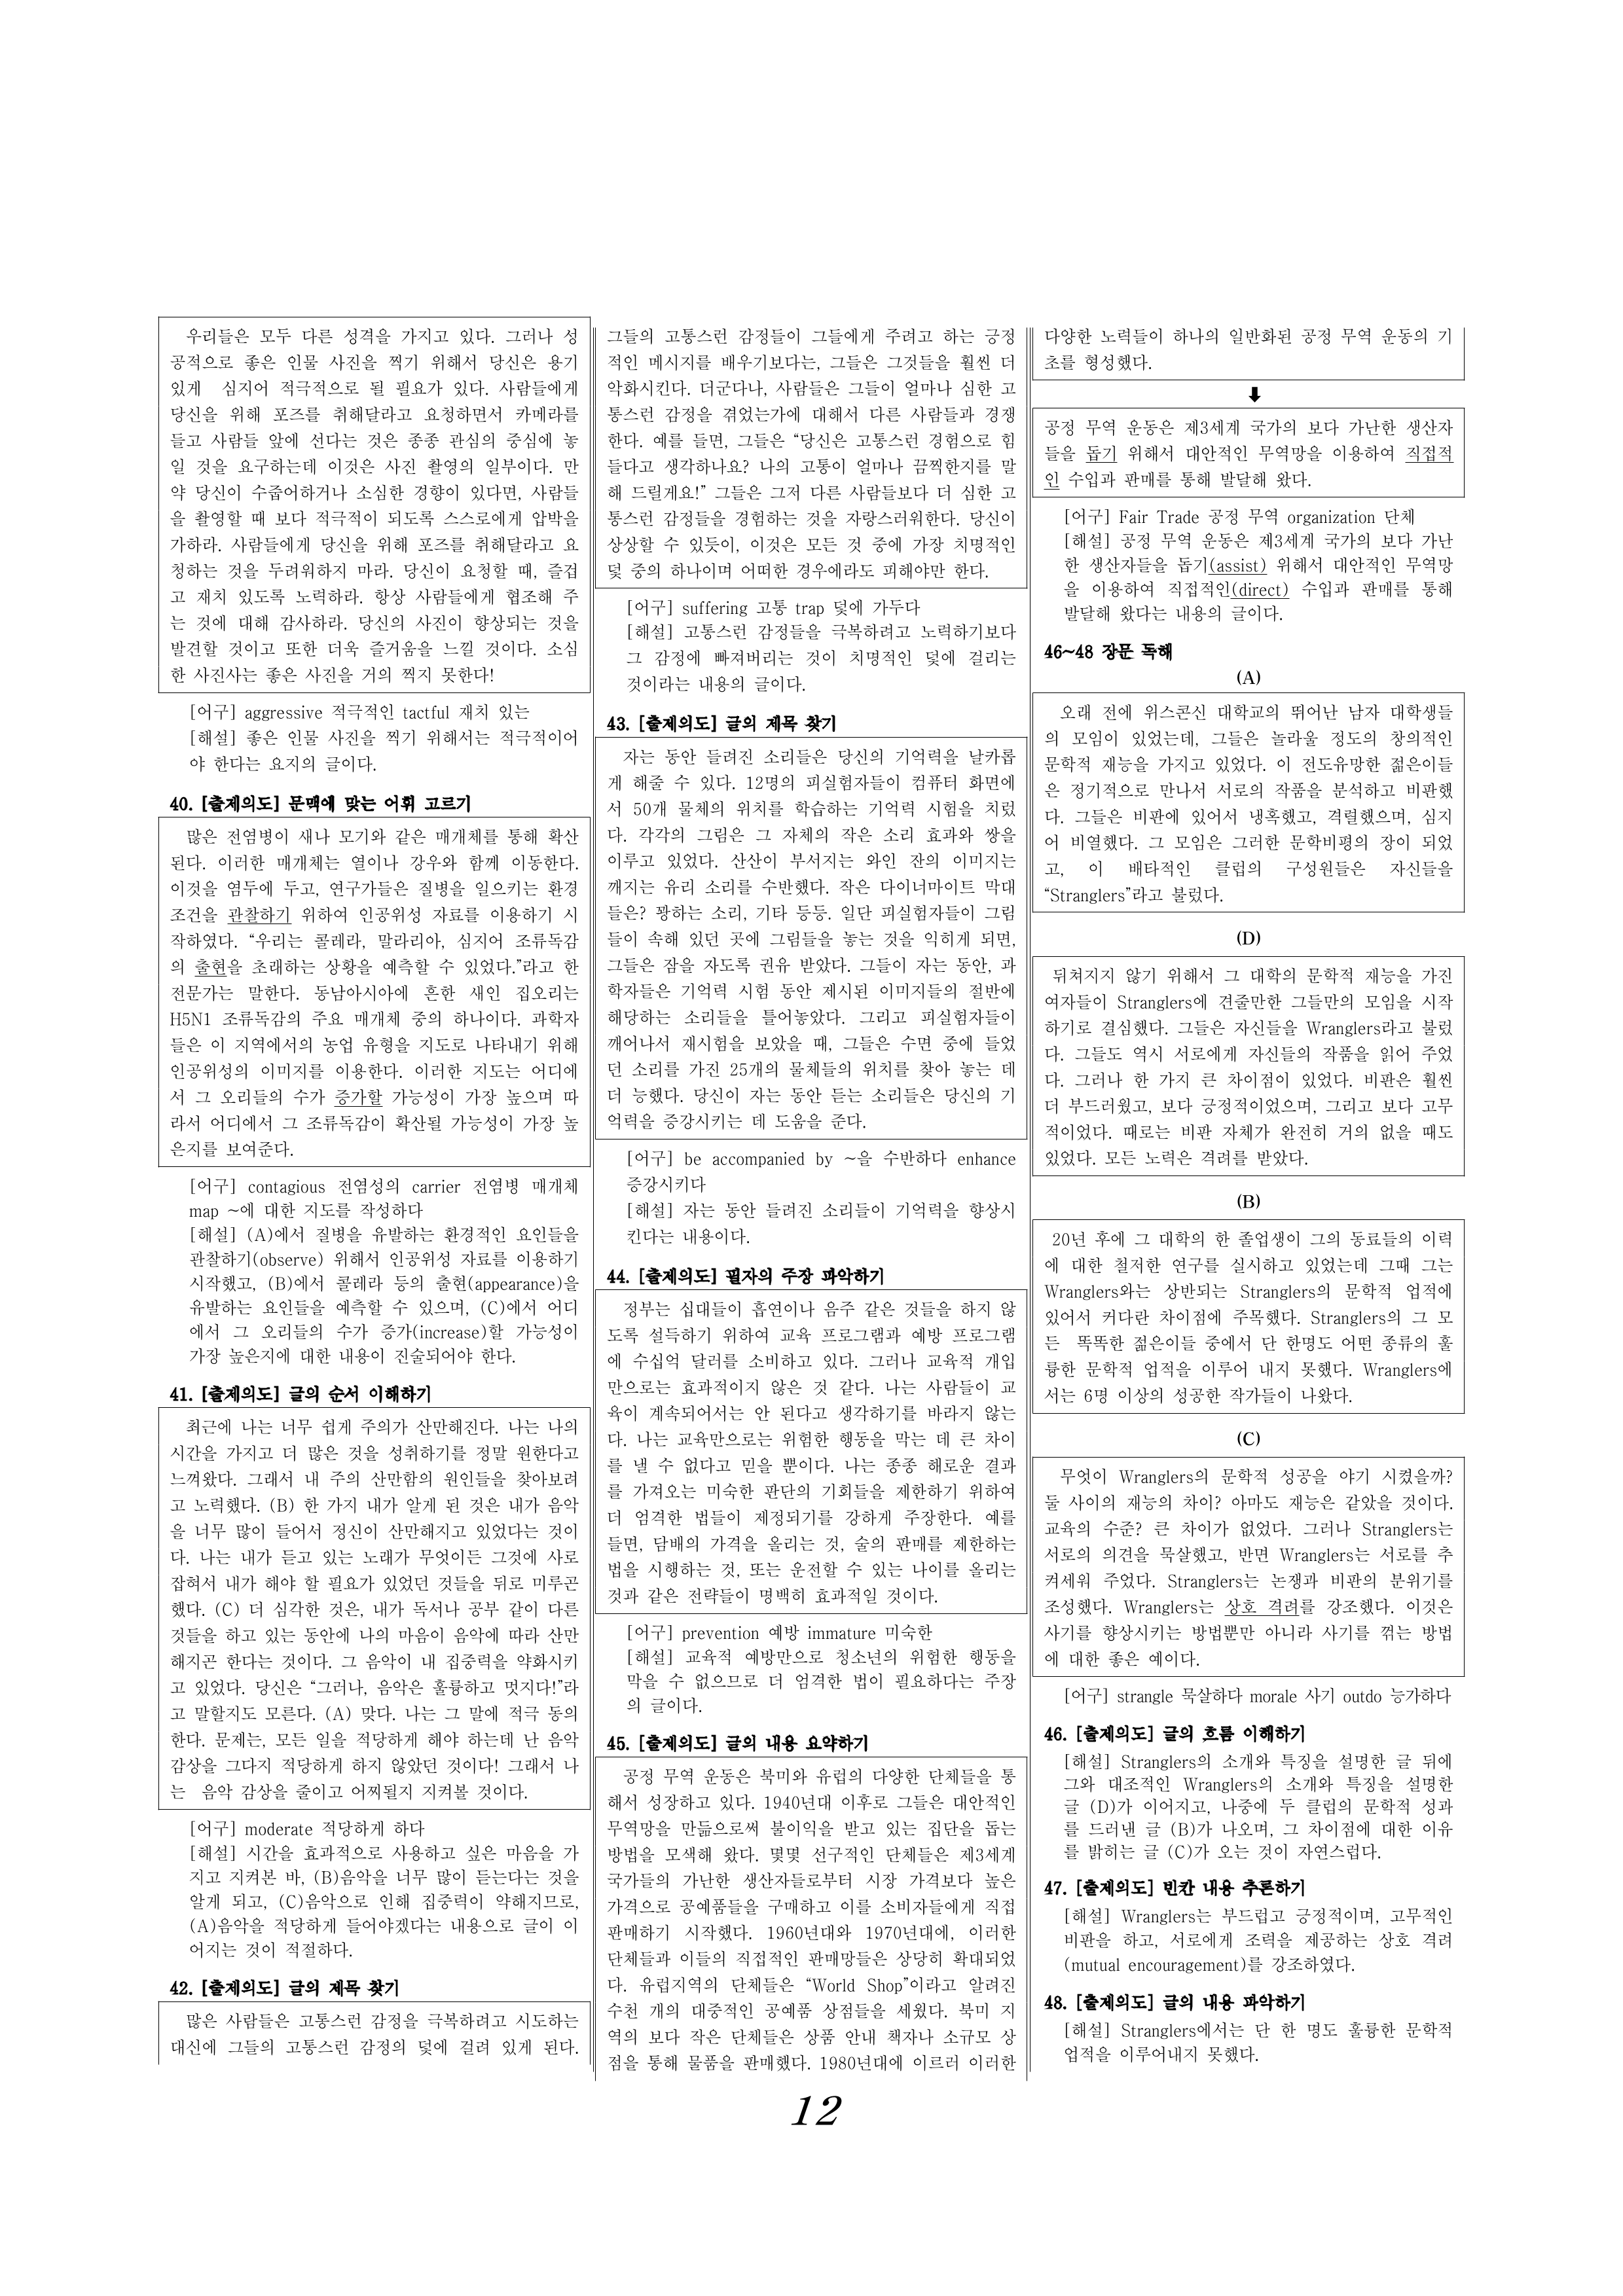 우리들은 모두 다른 성격을 가지고 있다. 그러나 성
공적으로 좋은 인물 사진을 찍기 위해서 당신은 용기
있게 심지어 적극적으로 될 필요가 있다. 사람들에게
당신을 위해 포즈를 취해달라고 요청하면서 카메라를
들고 사람들 앞에 선다는 것은 종종 관심의 중심에 놓
일 것을 요구하는데 이것은 사진 촬영의 일부이다. 만
약 당신이 수줍어하거나 소심한 경향이 있다면, 사람들
을 촬영할 때 보다 적극적이 되도록 스스로에게 압박을
가하라. 사람들에게 당신을 위해 포즈를 취해달라고 요
청하는 것을 두려워하지 마라. 당신이 요청할 때, 즐겁
고 재치 있도록 노력하라. 항상 사람들에게 협조해 주
는 것에 대해 감사하라. 당신의 사진이 향상되는 것을
발견할 것이고 또한 더욱 즐거움을 느낄 것이다. 소심
한 사진사는 좋은 사진을 거의 찍지 못한다!
[어구] aggressive 적극적인 tactful 재치 있는
[해설] 좋은 인물 사진을 찍기 위해서는 적극적이어
야 한다는 요지의 글이다.
40. [출제의도] 문맥에 맞는 어휘 고르기
많은 전염병이 새나 모기와 같은 매개체를 통해 확산
된다. 이러한 매개체는 열이나 강우와 함께 이동한다.
이것을 염두에 두고, 연구가들은 질병을 일으키는 환경
조건을 관찰하기 위하여 인공위성 자료를 이용하기 시
작하였다. “우리는 콜레라, 말라리아, 심지어 조류독감
의 출현을 초래하는 상황을 예측할 수 있었다.”라고 한
전문가는 말한다. 동남아시아에 흔한 새인 집오리는
H5N1 조류독감의 주요 매개체 중의 하나이다. 과학자
들은 이 지역에서의 농업 유형을 지도로 나타내기 위해
인공위성의 이미지를 이용한다. 이러한 지도는 어디에
서 그 오리들의 수가 증가할 가능성이 가장 높으며 따
라서 어디에서 그 조류독감이 확산될 가능성이 가장 높
은지를 보여준다.
[어구] contagious 전염성의 carrier 전염병 매개체
map ~에 대한 지도를 작성하다
[해설] (A)에서 질병을 유발하는 환경적인 요인들을
관찰하기(observe) 위해서 인공위성 자료를 이용하기
시작했고, (B)에서 콜레라 등의 출현(appearance)을
유발하는 요인들을 예측할 수 있으며, (C)에서 어디
에서 그 오리들의 수가 증가(increase)할 가능성이
가장 높은지에 대한 내용이 진술되어야 한다.
41. [출제의도] 글의 순서 이해하기
최근에 나는 너무 쉽게 주의가 산만해진다. 나는 나의
시간을 가지고 더 많은 것을 성취하기를 정말 원한다고
느껴왔다. 그래서 내 주의 산만함의 원인들을 찾아보려
고 노력했다. (B) 한 가지 내가 알게 된 것은 내가 음악
을 너무 많이 들어서 정신이 산만해지고 있었다는 것이
다. 나는 내가 듣고 있는 노래가 무엇이든 그것에 사로
잡혀서 내가 해야 할 필요가 있었던 것들을 뒤로 미루곤
했다. (C) 더 심각한 것은, 내가 독서나 공부 같이 다른
것들을 하고 있는 동안에 나의 마음이 음악에 따라 산만
해지곤 한다는 것이다. 그 음악이 내 집중력을 약화시키
고 있었다. 당신은 “그러나, 음악은 훌륭하고 멋지다!”라
고 말할지도 모른다. (A) 맞다. 나는 그 말에 적극 동의
한다. 문제는, 모든 일을 적당하게 해야 하는데 난 음악
감상을 그다지 적당하게 하지 않았던 것이다! 그래서 나
는 음악 감상을 줄이고 어찌될지 지켜볼 것이다.
[어구] moderate 적당하게 하다
[해설] 시간을 효과적으로 사용하고 싶은 마음을 가
지고 지켜본 바, (B)음악을 너무 많이 듣는다는 것을
알게 되고, (C)음악으로 인해 집중력이 약해지므로,
(A)음악을 적당하게 들어야겠다는 내용으로 글이 이
어지는 것이 적절하다.
42. [출제의도] 글의 제목 찾기
많은 사람들은 고통스런 감정을 극복하려고 시도하는
대신에 그들의 고통스런 감정의 덫에 걸려 있게 된다.
그들의 고통스런 감정들이 그들에게 주려고 하는 긍정
적인 메시지를 배우기보다는, 그들은 그것들을 훨씬 더
악화시킨다. 더군다나, 사람들은 그들이 얼마나 심한 고
통스런 감정을 겪었는가에 대해서 다른 사람들과 경쟁
한다. 예를 들면, 그들은 “당신은 고통스런 경험으로 힘
들다고 생각하나요? 나의 고통이 얼마나 끔찍한지를 말
해 드릴게요!” 그들은 그저 다른 사람들보다 더 심한 고
통스런 감정들을 경험하는 것을 자랑스러워한다. 당신이
상상할 수 있듯이, 이것은 모든 것 중에 가장 치명적인
덫 중의 하나이며 어떠한 경우에라도 피해야만 한다.
[어구] suffering 고통 trap 덫에 가두다
[해설] 고통스런 감정들을 극복하려고 노력하기보다
그 감정에 빠져버리는 것이 치명적인 덫에 걸리는
것이라는 내용의 글이다.
43. [출제의도] 글의 제목 찾기
자는 동안 들려진 소리들은 당신의 기억력을 날카롭
게 해줄 수 있다. 12명의 피실험자들이 컴퓨터 화면에
서 50개 물체의 위치를 학습하는 기억력 시험을 치렀
다. 각각의 그림은 그 자체의 작은 소리 효과와 쌍을
이루고 있었다. 산산이 부서지는 와인 잔의 이미지는
깨지는 유리 소리를 수반했다. 작은 다이너마이트 막대
들은? 꽝하는 소리, 기타 등등. 일단 피실험자들이 그림
들이 속해 있던 곳에 그림들을 놓는 것을 익히게 되면,
그들은 잠을 자도록 권유 받았다. 그들이 자는 동안, 과
학자들은 기억력 시험 동안 제시된 이미지들의 절반에
해당하는 소리들을 틀어놓았다. 그리고 피실험자들이
깨어나서 재시험을 보았을 때, 그들은 수면 중에 들었
던 소리를 가진 25개의 물체들의 위치를 찾아 놓는 데
더 능했다. 당신이 자는 동안 듣는 소리들은 당신의 기
억력을 증강시키는 데 도움을 준다.
[어구] be accompanied by ~을 수반하다 enhance
증강시키다
[해설] 자는 동안 들려진 소리들이 기억력을 향상시
킨다는 내용이다.
44. [출제의도] 필자의 주장 파악하기
정부는 십대들이 흡연이나 음주 같은 것들을 하지 않
도록 설득하기 위하여 교육 프로그램과 예방 프로그램
에 수십억 달러를 소비하고 있다. 그러나 교육적 개입
만으로는 효과적이지 않은 것 같다. 나는 사람들이 교
육이 계속되어서는 안 된다고 생각하기를 바라지 않는
다. 나는 교육만으로는 위험한 행동을 막는 데 큰 차이
를 낼 수 없다고 믿을 뿐이다. 나는 종종 해로운 결과
를 가져오는 미숙한 판단의 기회들을 제한하기 위하여
더 엄격한 법들이 제정되기를 강하게 주장한다. 예를
들면, 담배의 가격을 올리는 것, 술의 판매를 제한하는
법을 시행하는 것, 또는 운전할 수 있는 나이를 올리는
것과 같은 전략들이 명백히 효과적일 것이다.
[어구] prevention 예방 immature 미숙한
[해설] 교육적 예방만으로 청소년의 위험한 행동을
막을 수 없으므로 더 엄격한 법이 필요하다는 주장
의 글이다.
45. [출제의도] 글의 내용 요약하기
공정 무역 운동은 북미와 유럽의 다양한 단체들을 통
해서 성장하고 있다. 1940년대 이후로 그들은 대안적인
무역망을 만듦으로써 불이익을 받고 있는 집단을 돕는
방법을 모색해 왔다. 몇몇 선구적인 단체들은 제3세계
국가들의 가난한 생산자들로부터 시장 가격보다 높은
가격으로 공예품들을 구매하고 이를 소비자들에게 직접
판매하기 시작했다. 1960년대와 1970년대에, 이러한
단체들과 이들의 직접적인 판매망들은 상당히 확대되었
다. 유럽지역의 단체들은 “World Shop”이라고 알려진
수천 개의 대중적인 공예품 상점들을 세웠다. 북미 지
역의 보다 작은 단체들은 상품 안내 책자나 소규모 상
점을 통해 물품을 판매했다. 1980년대에 이르러 이러한
다양한 노력들이 하나의 일반화된 공정 무역 운동의 기
초를 형성했다.
공정 무역 운동은 제3세계 국가의 보다 가난한 생산자
들을 돕기 위해서 대안적인 무역망을 이용하여 직접적
인 수입과 판매를 통해 발달해 왔다.
[어구] Fair Trade 공정 무역 organization 단체
[해설] 공정 무역 운동은 제3세계 국가의 보다 가난
한 생산자들을 돕기(assist) 위해서 대안적인 무역망
을 이용하여 직접적인(direct) 수입과 판매를 통해
발달해 왔다는 내용의 글이다.
46~48 장문 독해
(A)
오래 전에 위스콘신 대학교의 뛰어난 남자 대학생들
의 모임이 있었는데, 그들은 놀라울 정도의 창의적인
문학적 재능을 가지고 있었다. 이 전도유망한 젊은이들
은 정기적으로 만나서 서로의 작품을 분석하고 비판했
다. 그들은 비판에 있어서 냉혹했고, 격렬했으며, 심지
어 비열했다. 그 모임은 그러한 문학비평의 장이 되었
고, 이 배타적인 클럽의 구성원들은 자신들을
“Stranglers”라고 불렀다.
(D)
뒤쳐지지 않기 위해서 그 대학의 문학적 재능을 가진
여자들이 Stranglers에 견줄만한 그들만의 모임을 시작
하기로 결심했다. 그들은 자신들을 Wranglers라고 불렀
다. 그들도 역시 서로에게 자신들의 작품을 읽어 주었
다. 그러나 한 가지 큰 차이점이 있었다. 비판은 훨씬
더 부드러웠고, 보다 긍정적이었으며, 그리고 보다 고무
적이었다. 때로는 비판 자체가 완전히 거의 없을 때도
있었다. 모든 노력은 격려를 받았다.
(B)
20년 후에 그 대학의 한 졸업생이 그의 동료들의 이력
에 대한 철저한 연구를 실시하고 있었는데 그때 그는
Wranglers와는 상반되는 Stranglers의 문학적 업적에
있어서 커다란 차이점에 주목했다. Stranglers의 그 모
든 똑똑한 젊은이들 중에서 단 한명도 어떤 종류의 훌
륭한 문학적 업적을 이루어 내지 못했다. Wranglers에
서는 6명 이상의 성공한 작가들이 나왔다.
(C)
무엇이 Wranglers의 문학적 성공을 야기 시켰을까?
둘 사이의 재능의 차이? 아마도 재능은 같았을 것이다.
교육의 수준? 큰 차이가 없었다. 그러나 Stranglers는
서로의 의견을 묵살했고, 반면 Wranglers는 서로를 추
켜세워 주었다. Stranglers는 논쟁과 비판의 분위기를
조성했다. Wranglers는 상호 격려를 강조했다. 이것은
사기를 향상시키는 방법뿐만 아니라 사기를 꺾는 방법
에 대한 좋은 예이다.
[어구] strangle 묵살하다 morale 사기 outdo 능가하다
46. [출제의도] 글의 흐름 이해하기
[해설] Stranglers의 소개와 특징을 설명한 글 뒤에
그와 대조적인 Wranglers의 소개와 특징을 설명한
글 (D)가 이어지고, 나중에 두 클럽의 문학적 성과
를 드러낸 글 (B)가 나오며, 그 차이점에 대한 이유
를 밝히는 글 (C)가 오는 것이 자연스럽다.
47. [출제의도] 빈칸 내용 추론하기
[해설] Wranglers는 부드럽고 긍정적이며, 고무적인
비판을 하고, 서로에게 조력을 제공하는 상호 격려
(mutual encouragement)를 강조하였다.
48. [출제의도] 글의 내용 파악하기
[해설] Stranglers에서는 단 한 명도 훌륭한 문학적
업적을 이루어내지 못했다.
12